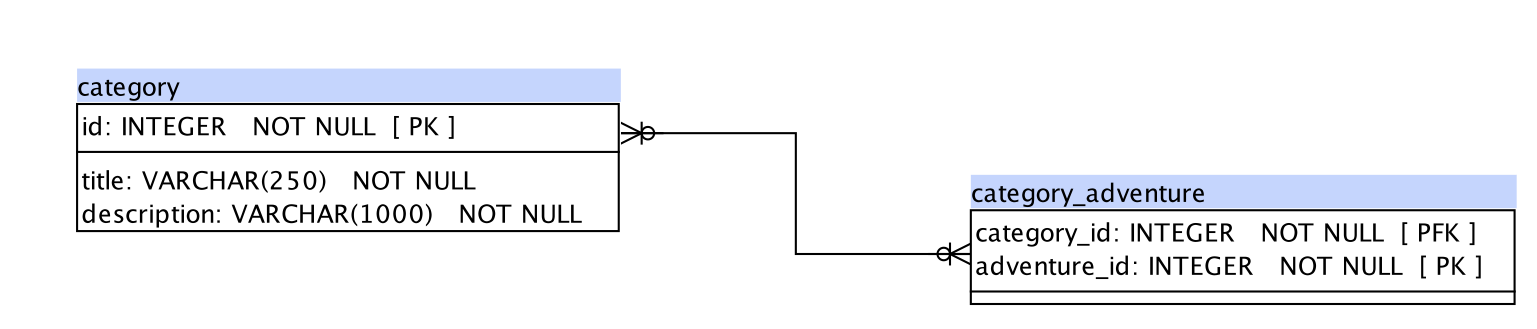 category
id: INTEGER NOT NULL [ PK ]
title: VARCHAR(250) NOT NULL
description: VARCHAR(1000) NOT NULL
category_adventure
category_id: INTEGER NOT NULL [ PFK ]
adventure_id: INTEGER NOT NULL [ PK ]